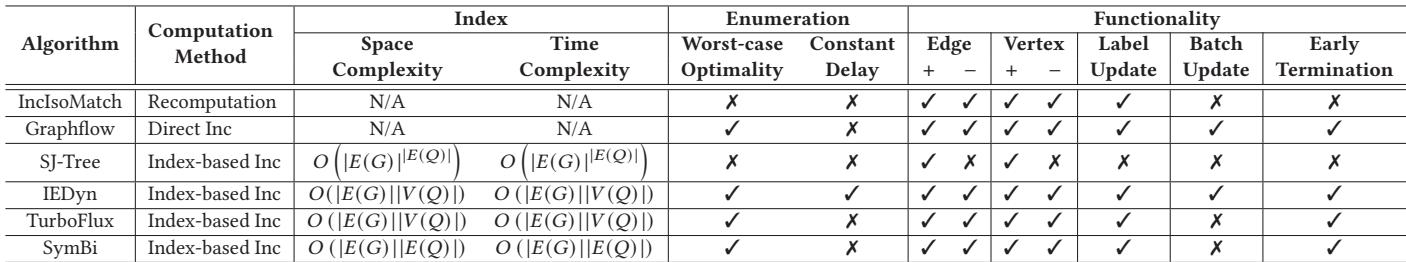 Index Enumeration Functionality
Algorithm Computation Method Space Complexity Time Complexity Worst-case Optimality Constant Delay Edge Vertex Label Update Batch Update Early Termination
+ − + −
IncIsoMatch Recomputation N/A N/A ✗ ✗ ✓ ✓ ✓ ✓ ✓ ✗ ✗
Graphflow Direct Inc N/A N/A ✓ ✗ ✓ ✓ ✓ ✓ ✓ ✓ ✓
SJ-Tree Index-based Inc O(|E(G)|^{|E(Q)|}) O(|E(G)|^{|E(Q)|}) ✗ ✗ ✓ ✗ ✓ ✗ ✗ ✗ ✗
IEDyn Index-based Inc O(|E(G)||V(Q)|) O(|E(G)||V(Q)|) ✓ ✓ ✓ ✓ ✓ ✓ ✓ ✓ ✓
TurboFlux Index-based Inc O(|E(G)||V(Q)|) O(|E(G)||V(Q)|) ✓ ✗ ✓ ✓ ✓ ✓ ✓ ✗ ✓
SymBi Index-based Inc O(|E(G)||E(Q)|) O(|E(G)||E(Q)|) ✓ ✗ ✓ ✓ ✓ ✓ ✓ ✗ ✓